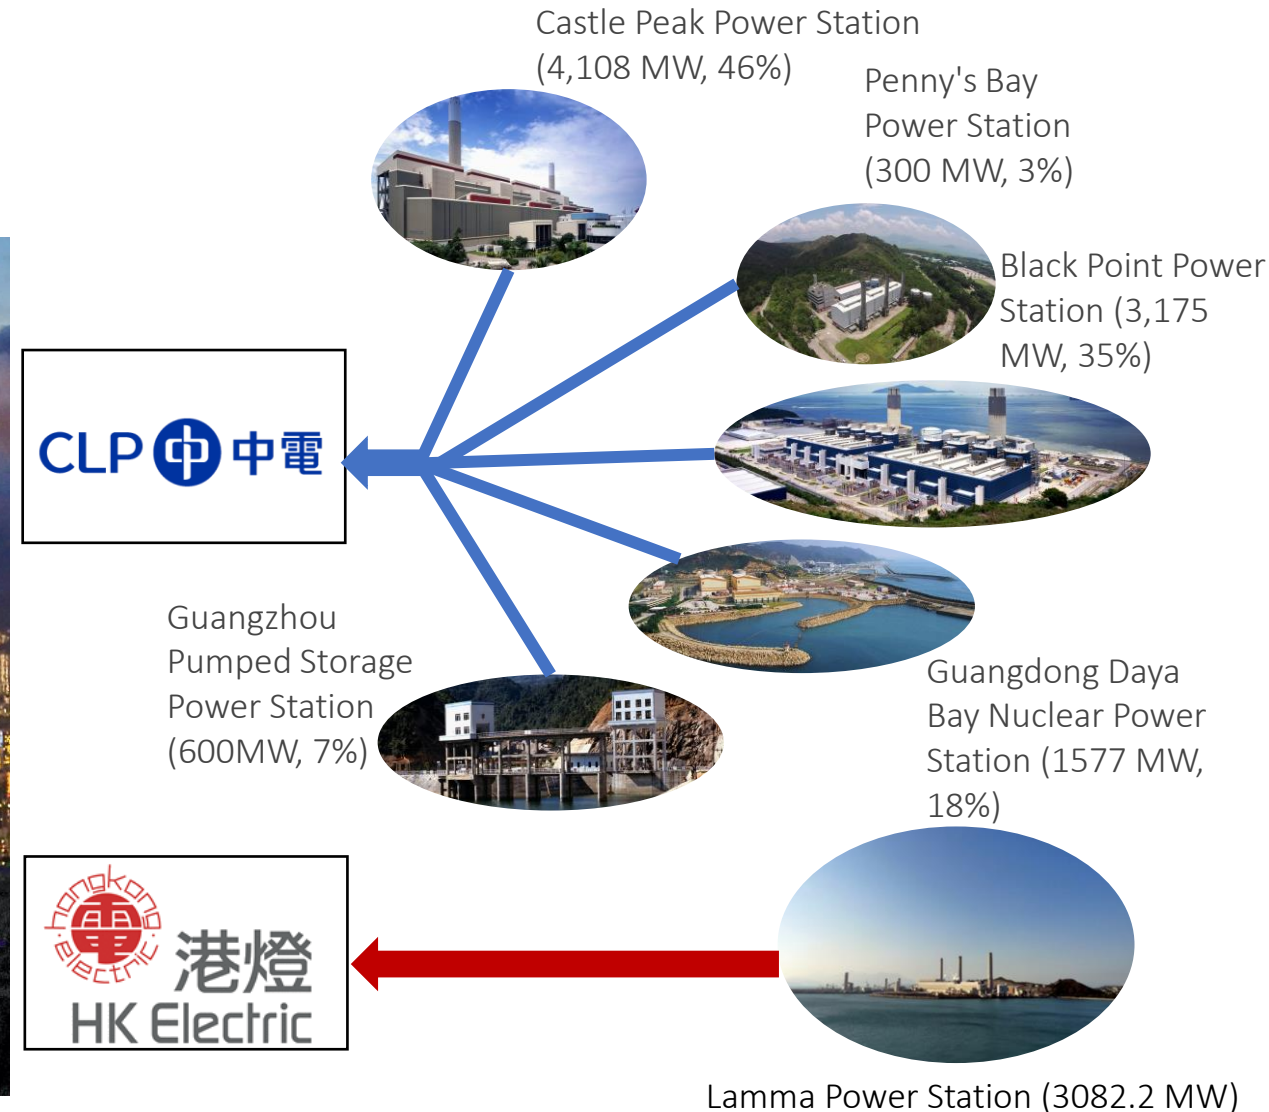 Castle Peak Power Station
(4,108 MW, 46%)
Penny's Bay
Power Station
(300 MW, 3%)
Black Point Power
Station (3,175
MW, 35%)
CLP 中 中電
Guangzhou
Pumped Storage
Power Station
(600MW, 7%)
Guangdong Daya
Bay Nuclear Power
Station (1577 MW,
18%)
hongkong
電
electric
港燈
HK Electric
Lamma Power Station (3082.2 MW)